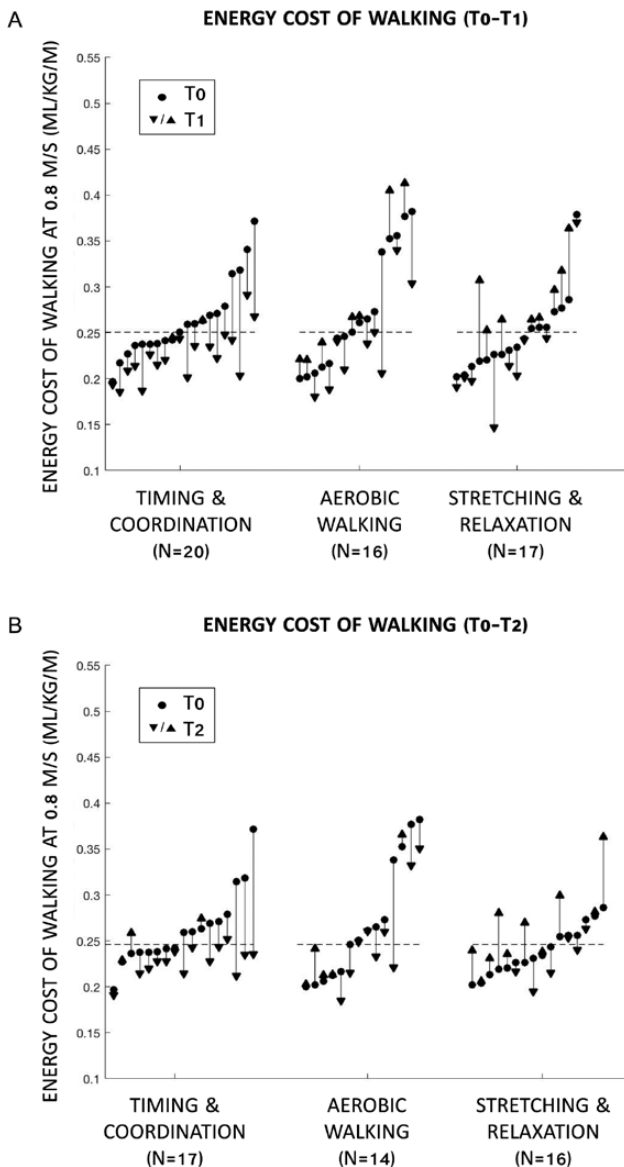 A
ENERGY COST OF WALKING (T0-T1)
ENERGY COST OF WALKING AT 0.8 M/S (ML/KG/M)
0.55
0.5
0.45
0.4
0.35
0.3
0.25
0.2
0.15
0.1
T0
/ T1
TIMING &
COORDINATION
(N=20)
AEROBIC
WALKING
(N=16)
STRETCHING &
RELAXATION
(N=17)
B
ENERGY COST OF WALKING (T0-T2)
ENERGY COST OF WALKING AT 0.8 M/S (ML/KG/M)
0.55
0.5
0.45
0.4
0.35
0.3
0.25
0.2
0.15
0.1
T0
/ T2
TIMING &
COORDINATION
(N=17)
AEROBIC
WALKING
(N=14)
STRETCHING &
RELAXATION
(N=16)